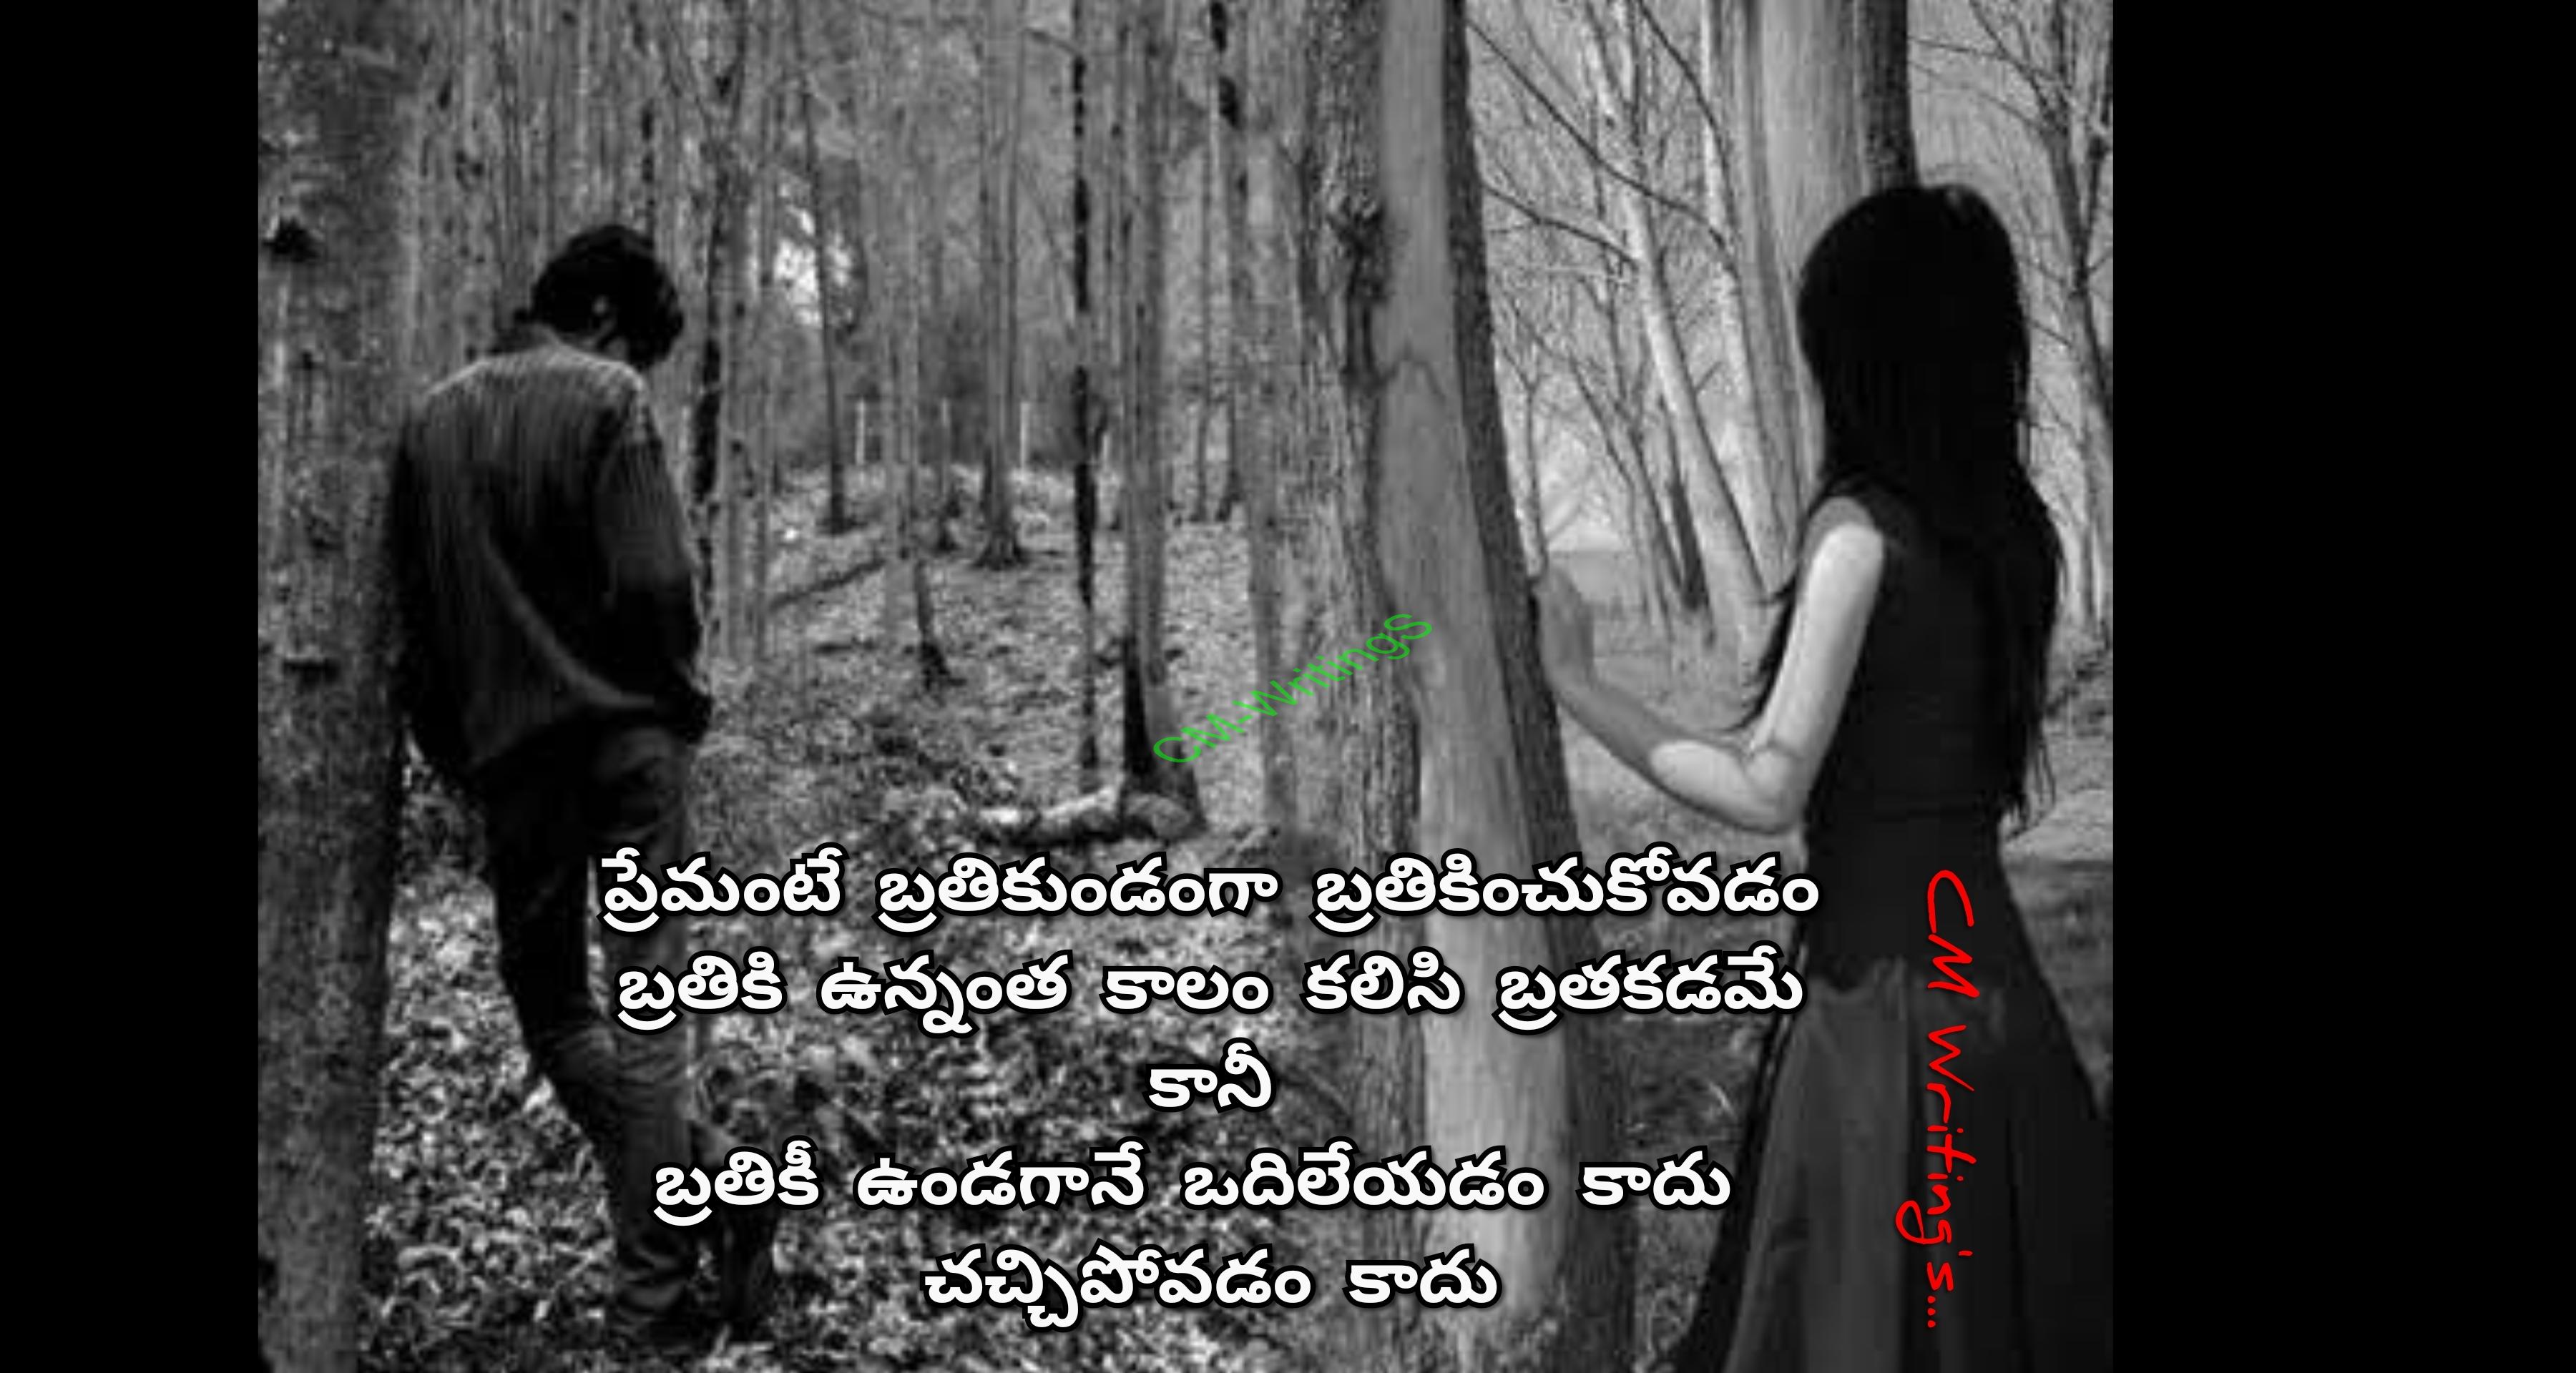 CM-WritingS
ప్రేమంటే బ్రతికుండంగా బ్రతికించుకోవడం
బ్రతికి ఉన్నంత కాలం కలిసి బ్రతకడమే
కానీ
బ్రతికీ ఉండగానే ఒదిలేయడం కాదు
చచ్చిపోవడం కాదు
CM Writing's...